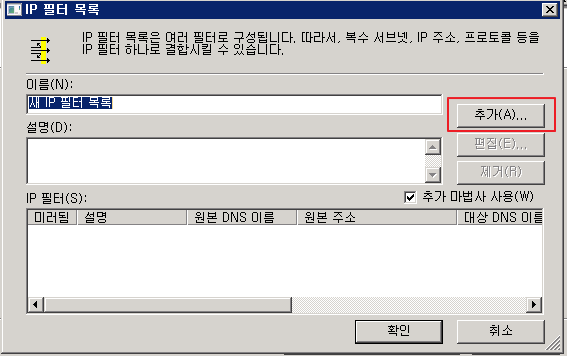 IP 필터 목록
IP 필터 목록은 여러 필터로 구성됩니다. 따라서, 복수 서브넷, IP 주소, 프로토콜 등을
IP 필터 하나로 결합시킬 수 있습니다.
이름(N):
새 IP 필터 목록
추가(A)...
설명(D):
편집(E)...
제거(R)
IP 필터(S):
추가 마법사 사용(W)
미러됨 설명 원본 DNS 이름 원본 주소 대상 DNS 이름
확인 취소